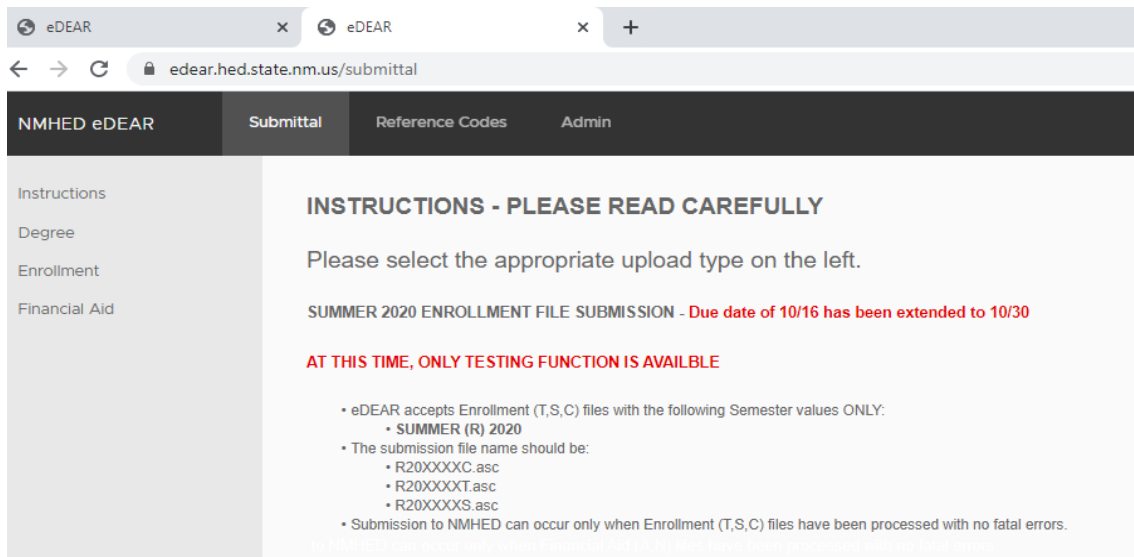 eDEAR
eDEAR
edear.hed.state.nm.us/submittal
NMHED eDEAR
Submittal
Reference Codes
Admin
Instructions
Degree
Enrollment
Financial Aid
INSTRUCTIONS - PLEASE READ CAREFULLY
Please select the appropriate upload type on the left.
SUMMER 2020 ENROLLMENT FILE SUBMISSION - Due date of 10/16 has been extended to 10/30
AT THIS TIME, ONLY TESTING FUNCTION IS AVAILBLE
• eDEAR accepts Enrollment (T,S,C) files with the following Semester values ONLY:
• SUMMER (R) 2020
• The submission file name should be:
• R20XXXXC.asc
• R20XXXXT.asc
• R20XXXXS.asc
• Submission to NMHED can occur only when Enrollment (T,S,C) files have been processed with no fatal errors.